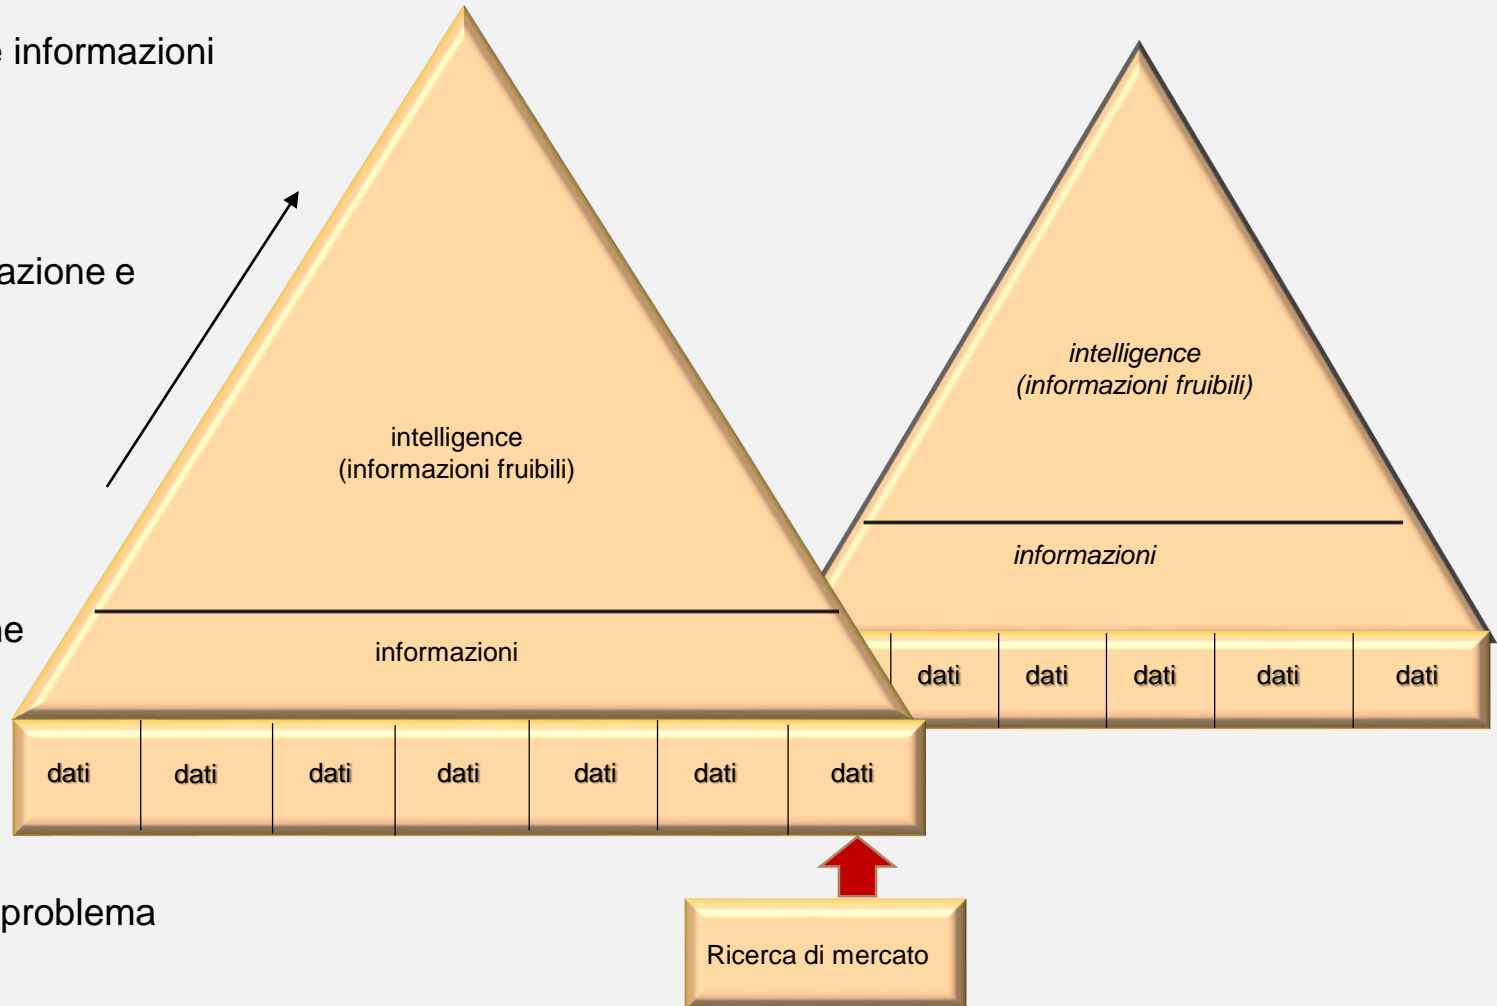 e informazioni
azione e
ne
problema
intelligence
(informazioni fruibili)
informazioni
dati dati dati dati dati dati dati
intelligence
(informazioni fruibili)
informazioni
dati dati dati dati dati
Ricerca di mercato